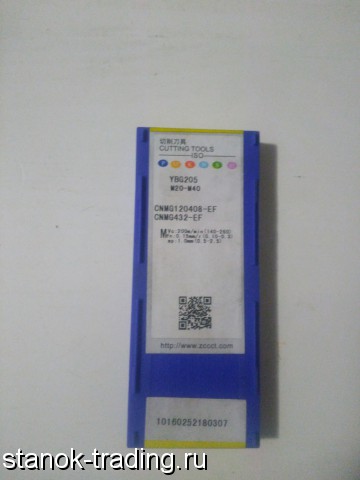 切削刀具
CUTTING TOOLS
ISO
P M K N S H
YBG205
M20-M40
CNMG120408-EF
CNMG432-EF
M
http://www.zccct.com
10160252180307
stanok-trading.ru